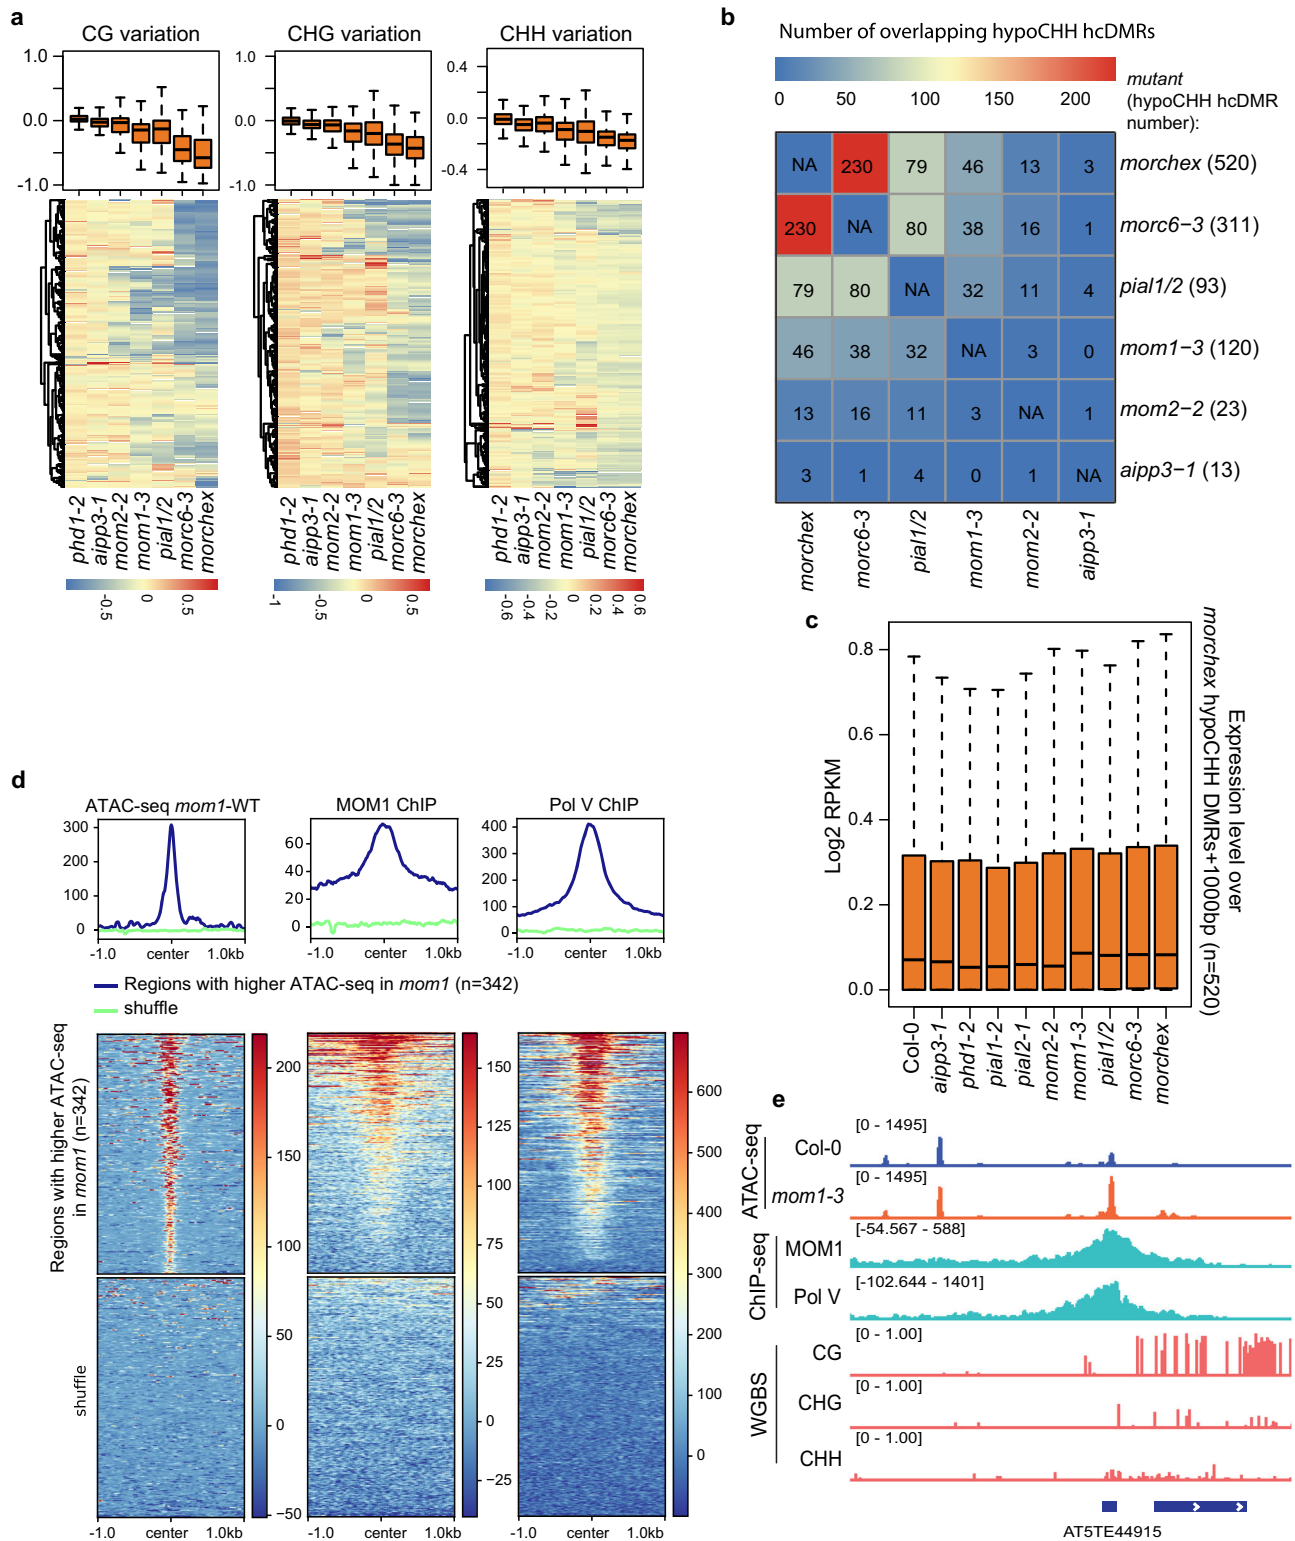 a
CG variation
CHG variation
CHH variation
1.0
0.0
-1.0
1.0
0.0
-1.0
0.4
0.0
-0.4
phd1-2
aipp3-1
mom2-2
mom1-3
pial1/2
morc6-3
morchex
phd1-2
aipp3-1
mom2-2
mom1-3
pial1/2
morc6-3
morchex
phd1-2
aipp3-1
mom2-2
mom1-3
pial1/2
morc6-3
morchex
-0.5
0
0.5
-1
-0.5
0
0.5
-0.6
-0.4
-0.2
0
0.2
0.4
0.6
b
Number of overlapping hypoCHH hcDMRs
0 50 100 150 200
mutant
(hypoCHH hcDMR
number):
NA 230 79 46 13 3 morchex (520)
230 NA 80 38 16 1 morc6−3 (311)
79 80 NA 32 11 4 pial1/2 (93)
46 38 32 NA 3 0 mom1−3 (120)
13 16 11 3 NA 1 mom2−2 (23)
3 1 4 0 1 NA aipp3−1 (13)
morchex
morc6-3
pial1/2
mom1-3
mom2-2
aipp3-1
c
Log2 RPKM
0.8
0.6
0.4
0.2
0.0
Expression level over
morchex hypoCHH DMRs+1000bp (n=520)
Col-0
aipp3-1
phd1-2
pial1-2
pial2-1
mom2-2
mom1-3
pial1/2
morc6-3
morchex
d
ATAC-seq mom1-WT
MOM1 ChIP
Pol V ChIP
300
200
100
0
60
40
20
0
400
300
200
100
0
-1.0 center 1.0kb
-1.0 center 1.0kb
-1.0 center 1.0kb
Regions with higher ATAC-seq in mom1 (n=342)
shuffle
Regions with higher ATAC-seq
in mom1 (n=342)
shuffle
200
150
100
50
0
−50
150
125
100
75
50
25
0
−25
600
500
400
300
200
100
0
-1.0 center 1.0kb
-1.0 center 1.0kb
-1.0 center 1.0kb
e
ATAC-seq
Col-0
[0 - 1495]
mom1-3
[0 - 1495]
ChIP-seq
MOM1
[-54.567 - 588]
Pol V
[-102.644 - 1401]
WGBS
CG
[0 - 1.00]
CHG
[0 - 1.00]
CHH
[0 - 1.00]
AT5TE44915